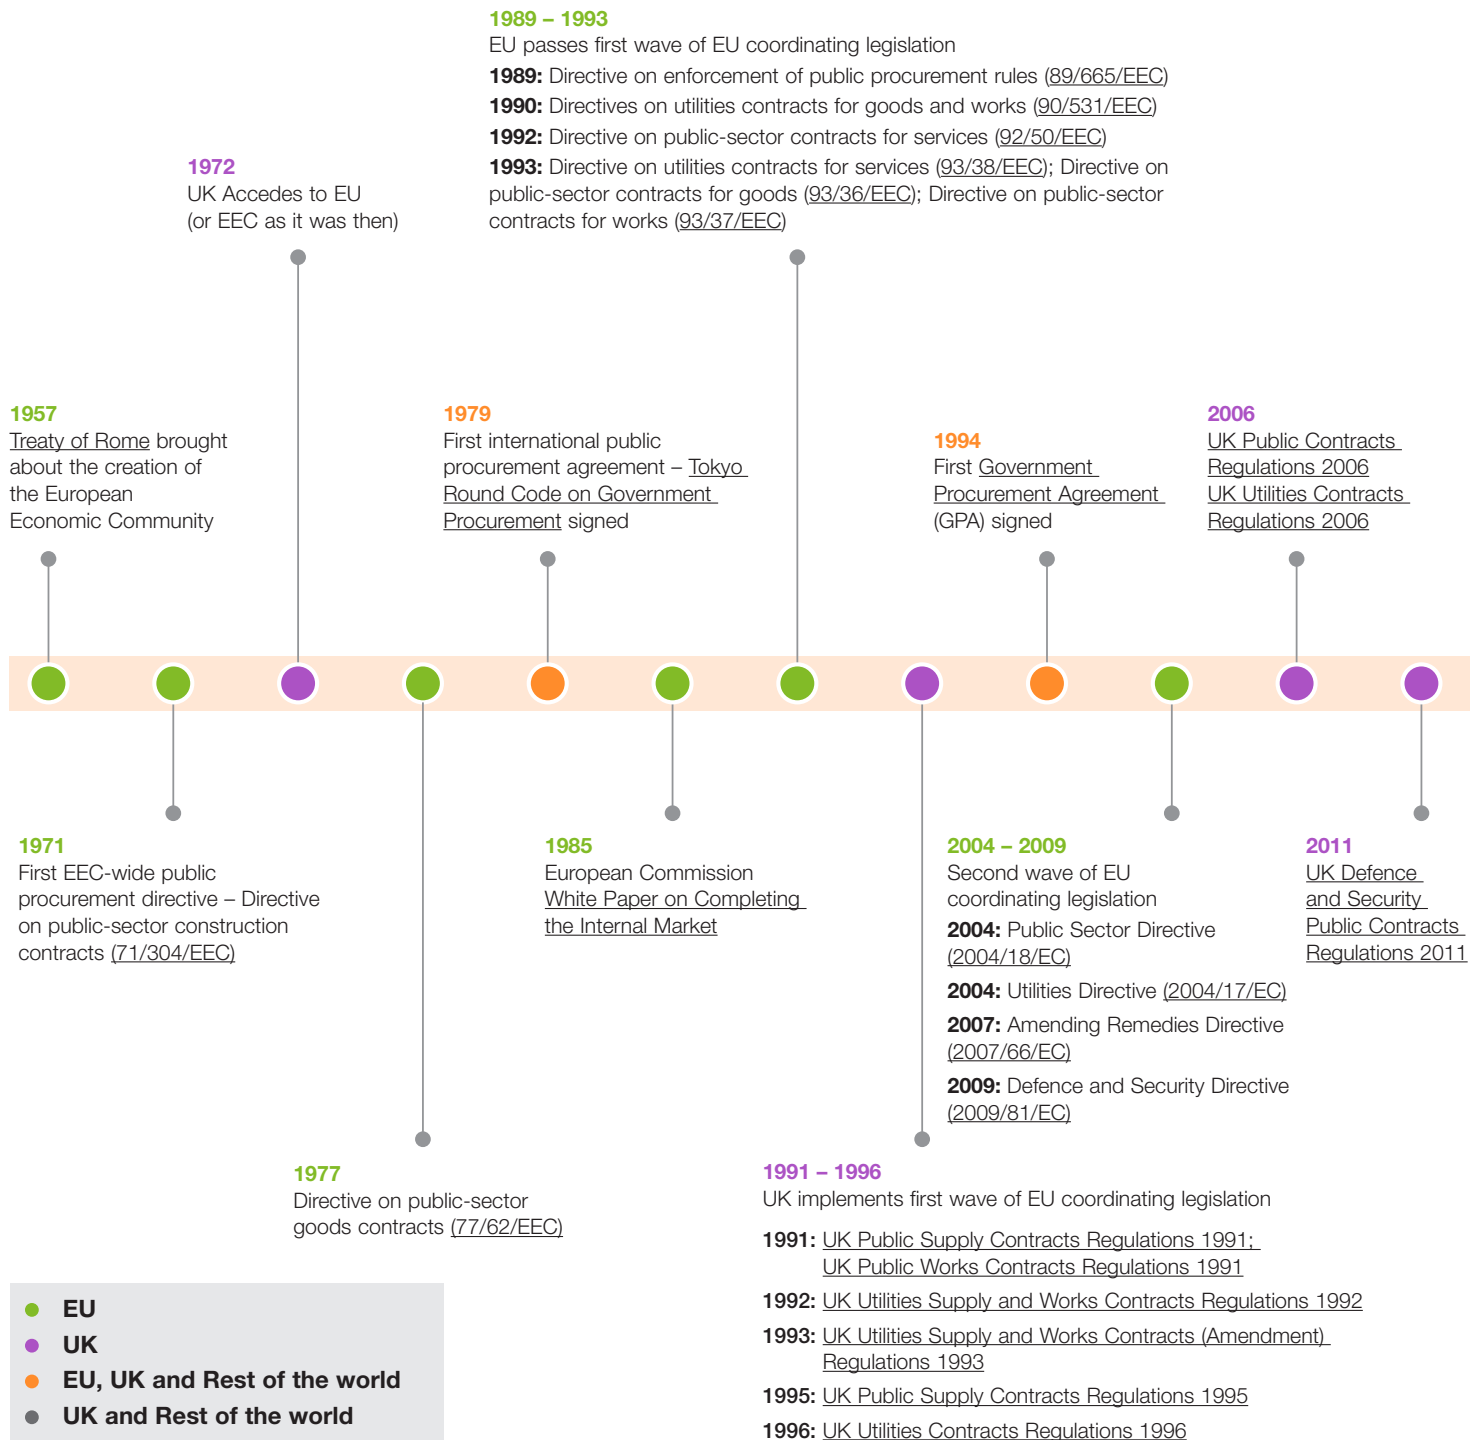 1989 – 1993
EU passes first wave of EU coordinating legislation
1989: Directive on enforcement of public procurement rules (89/665/EEC)
1990: Directives on utilities contracts for goods and works (90/531/EEC)
1992: Directive on public-sector contracts for services (92/50/EEC)
1993: Directive on utilities contracts for services (93/38/EEC); Directive on
public-sector contracts for goods (93/36/EEC); Directive on public-sector
contracts for works (93/37/EEC)
1972
UK Accedes to EU
(or EEC as it was then)
1957
Treaty of Rome brought
about the creation of
the European
Economic Community
1979
First international public
procurement agreement – Tokyo
Round Code on Government
Procurement signed
1994
First Government
Procurement Agreement
(GPA) signed
2006
UK Public Contracts
Regulations 2006
UK Utilities Contracts
Regulations 2006
1971
First EEC-wide public
procurement directive – Directive
on public-sector construction
contracts (71/304/EEC)
1985
European Commission
White Paper on Completing
the Internal Market
2004 – 2009
Second wave of EU
coordinating legislation
2004: Public Sector Directive
(2004/18/EC)
2004: Utilities Directive (2004/17/EC)
2007: Amending Remedies Directive
(2007/66/EC)
2009: Defence and Security Directive
(2009/81/EC)
2011
UK Defence
and Security
Public Contracts
Regulations 2011
1977
Directive on public-sector
goods contracts (77/62/EEC)
1991 – 1996
UK implements first wave of EU coordinating legislation
1991: UK Public Supply Contracts Regulations 1991;
UK Public Works Contracts Regulations 1991
1992: UK Utilities Supply and Works Contracts Regulations 1992
1993: UK Utilities Supply and Works Contracts (Amendment)
Regulations 1993
1995: UK Public Supply Contracts Regulations 1995
1996: UK Utilities Contracts Regulations 1996
EU
UK
EU, UK and Rest of the world
UK and Rest of the world